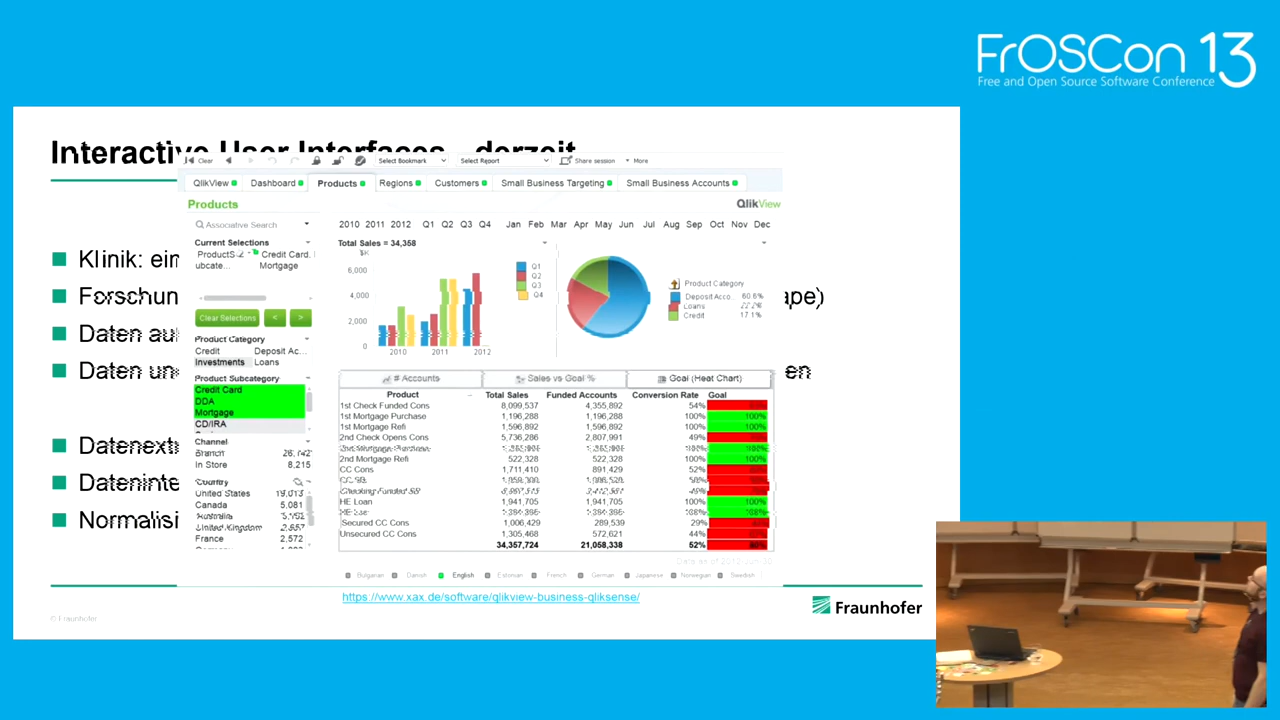 FrOSCon 13
Free and Open Source Software Conference
Interactive User Interfaces - derzeit
Clear
Select Bookmark
Select Report
Share session
More
QlikView
Dashboard
Products
Regions
Customers
Small Business Targeting
Small Business Accounts
Products
QlikView
Associative Search
2010 2011 2012 Q1 Q2 Q3 Q4 Jan Feb Mar Apr May Jun Jul Aug Sep Oct Nov Dec
Current Selections
Credit Card,
Mortgage
Clear Selections < >
Product Category
Credit Deposit Ac...
Investments Loans
Product Subcategory
Credit Card
DDA
Mortgage
CD/IRA
Channel
Branch 26,142
In Store 8,215
Country
United States 19,013
Canada 5,081
Australia
United Kingdom
France 2,572
Total Sales = 34,358
6,000
4,000
2,000
0
2010 2011 2012
Q1
Q2
Q3
Q4
Product Category
Deposit Acco... 60.6%
Loans
Credit 17.1%
# Accounts
Sales vs Goal %
Goal (Heat Chart)
Product Total Sales Funded Accounts Conversion Rate Goal
1st Check Funded Cons 8,099,537 4,355,892 54%
1st Mortgage Purchase 1,196,288 1,196,288 100% 100%
1st Mortgage Refi 1,596,892 1,596,892 100% 100%
2nd Check Opens Cons 5,736,286 2,807,991 49%
2nd Mortgage Refi 522,328 522,328 100% 100%
CC Cons 1,711,410 891,429 52%
HE Loan 1,941,705 1,941,705 100% 100%
Secured CC Cons 1,006,429 289,539 29%
Unsecured CC Cons 1,305,468 572,621 44%
34,357,724 21,058,338 52%
Bulgarian Danish English Estonian French German Japanese Norwegian Swedish
Klinik: ein
Forschun
ape)
Daten au
Daten un
en
Datenext
Dateninte
Normalisi
https://www.xax.de/software/qlikview-business-qliksense/
© Fraunhofer
Fraunhofer